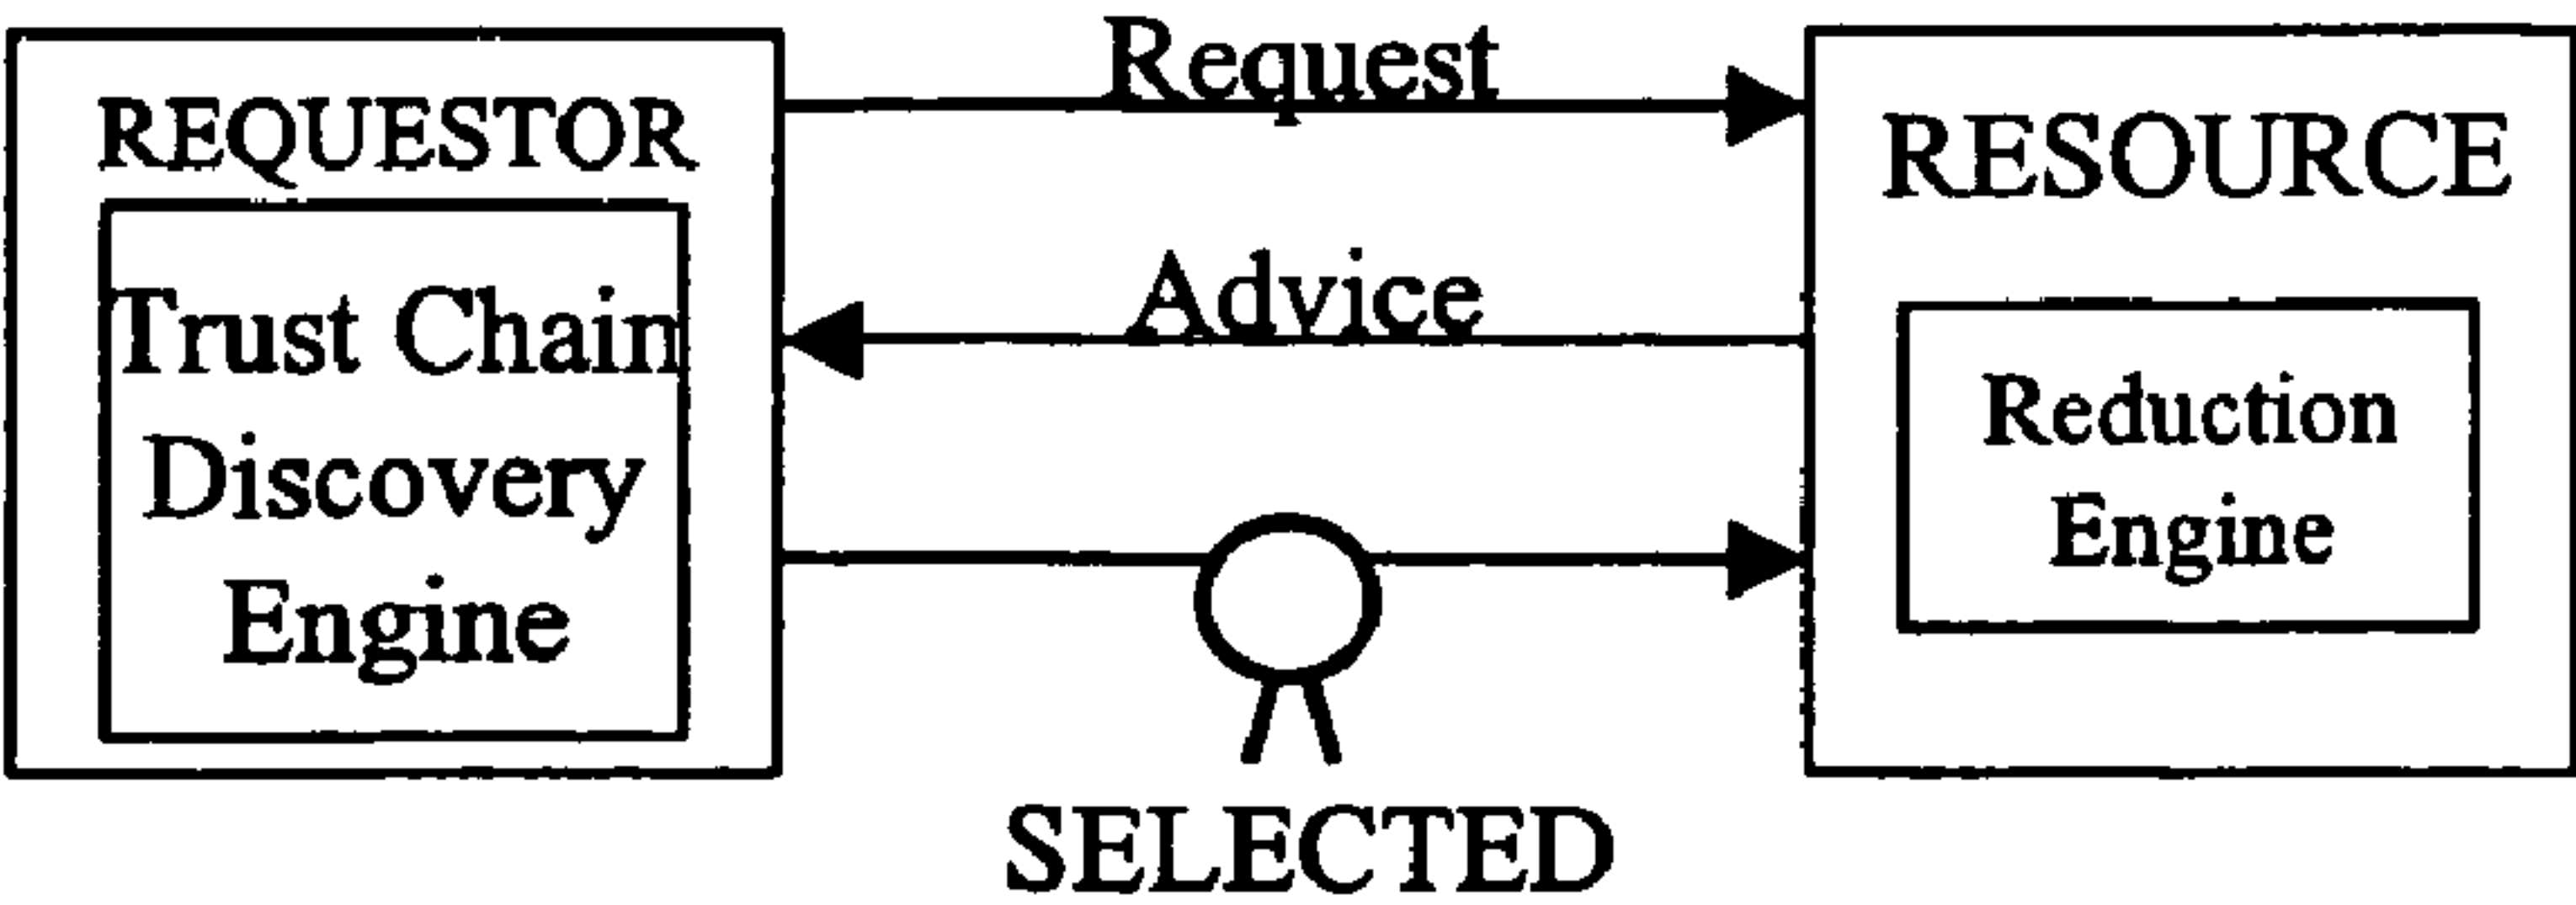 REQUESTOR
Trust Chain
Discovery
Engine
Request
Advice
SELECTED
RESOURCE
Reduction
Engine